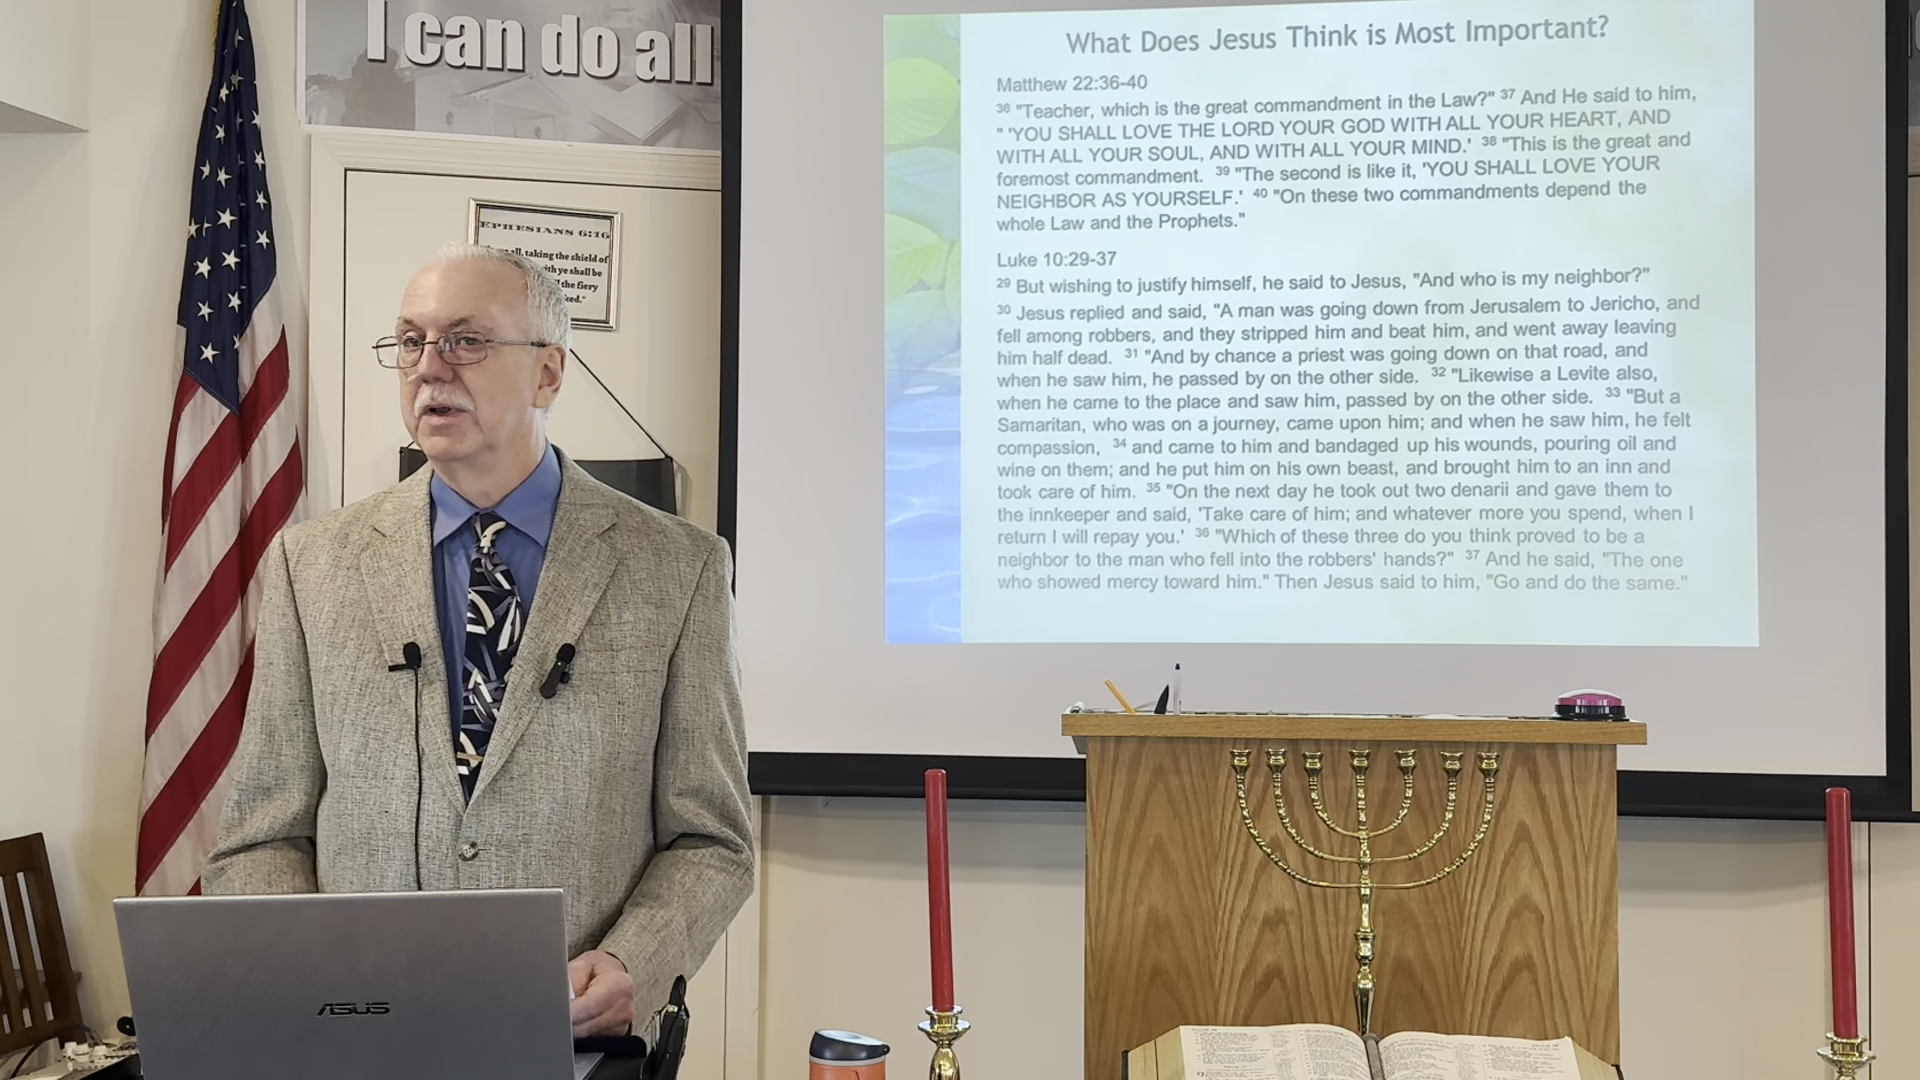 I can do all
EPHESIANS 6:16
all, taking the shield of
ye shall be
the fiery
What Does Jesus Think is Most Important?
Matthew 22:36-40
36 "Teacher, which is the great commandment in the Law?" 37 And He said to him,
" 'YOU SHALL LOVE THE LORD YOUR GOD WITH ALL YOUR HEART, AND
WITH ALL YOUR SOUL, AND WITH ALL YOUR MIND.' 38 "This is the great and
foremost commandment. 39 "The second is like it, 'YOU SHALL LOVE YOUR
NEIGHBOR AS YOURSELF.' 40 "On these two commandments depend the
whole Law and the Prophets."
Luke 10:29-37
29 But wishing to justify himself, he said to Jesus, "And who is my neighbor?"
30 Jesus replied and said, "A man was going down from Jerusalem to Jericho, and
fell among robbers, and they stripped him and beat him, and went away leaving
him half dead. 31 "And by chance a priest was going down on that road, and
when he saw him, he passed by on the other side. 32 "Likewise a Levite also,
when he came to the place and saw him, passed by on the other side. 33 "But a
Samaritan, who was on a journey, came upon him; and when he saw him, he felt
compassion, 34 and came to him and bandaged up his wounds, pouring oil and
wine on them; and he put him on his own beast, and brought him to an inn and
took care of him. 35 "On the next day he took out two denarii and gave them to
the innkeeper and said, 'Take care of him; and whatever more you spend, when I
return I will repay you.' 36 "Which of these three do you think proved to be a
neighbor to the man who fell into the robbers' hands?" 37 And he said, "The one
who showed mercy toward him." Then Jesus said to him, "Go and do the same."
ASUS